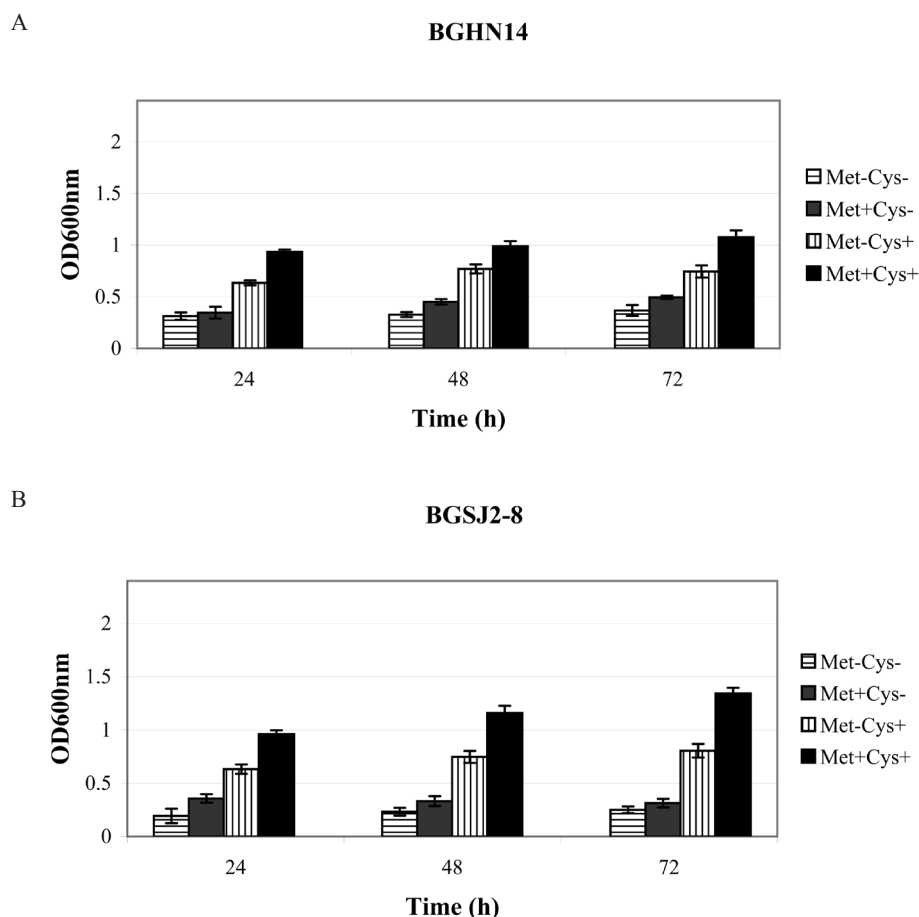 A
BGHN14
2
1.5
1
0.5
0
OD600nm
24 48 72
Time (h)
Met-Cys-
Met+Cys-
Met-Cys+
Met+Cys+
B
BGSJ2-8
2
1.5
1
0.5
0
OD600nm
24 48 72
Time (h)
Met-Cys-
Met+Cys-
Met-Cys+
Met+Cys+